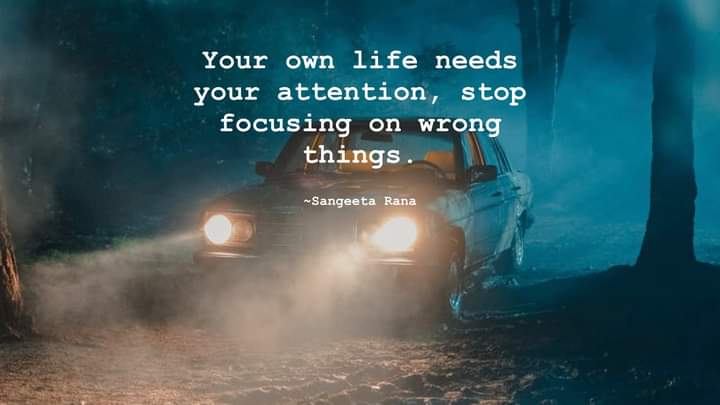 Your own life needs
your attention, stop
focusing on wrong
things.
~Sangeeta Rana